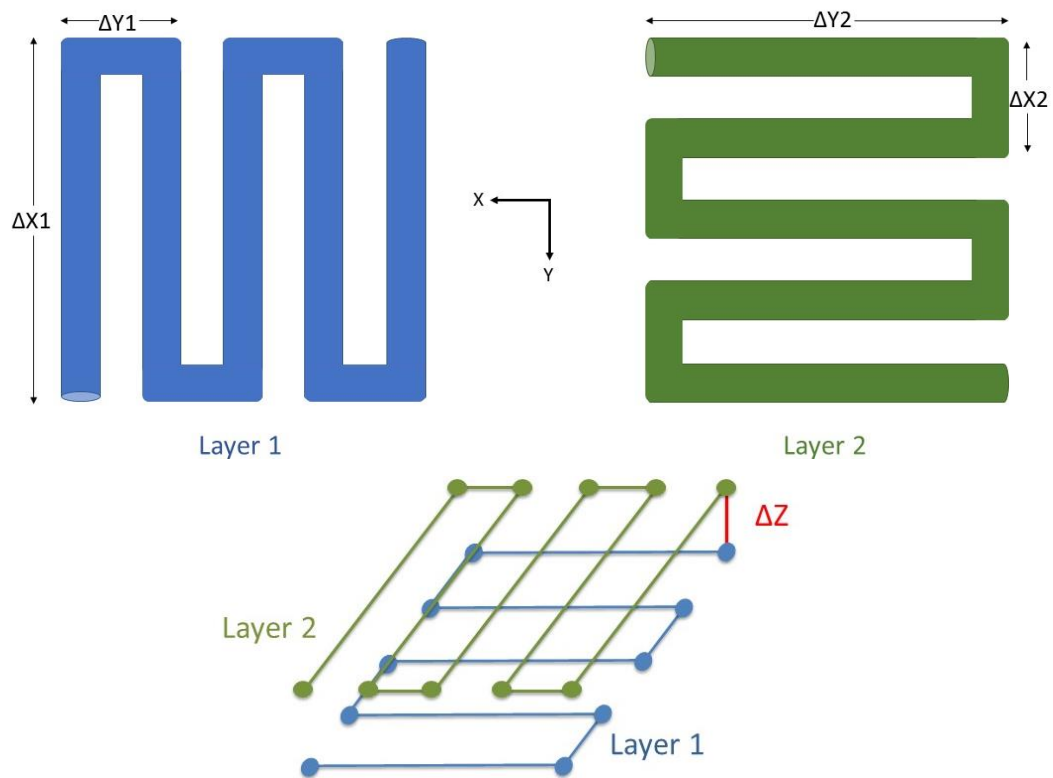 ΔY1
ΔY2
ΔX1
ΔX2
X
Y
Layer 1
Layer 2
ΔZ
Layer 2
Layer 1